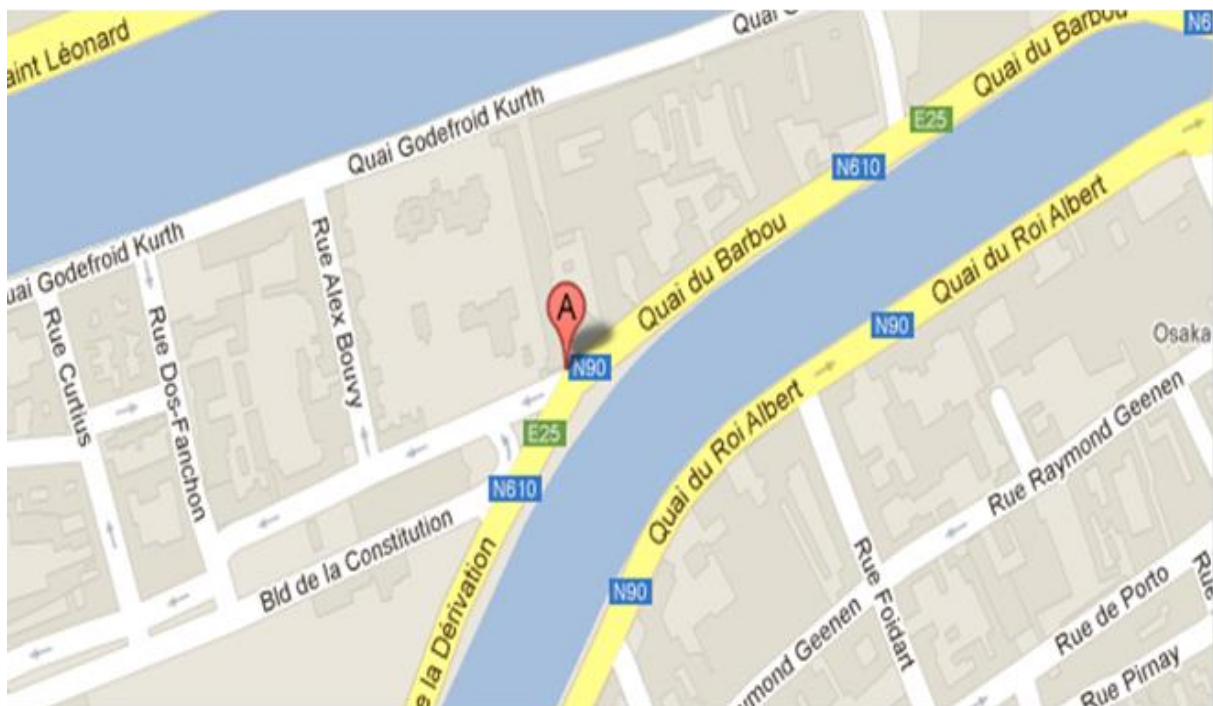 Quai G
Quai du Barbou
N6
aint Léonard
E25
Quai Godefroid Kurth
N610
Quai du Roi Albert
Quai du Barbou
uai Godefroid Kurth
Rue Alex Bouvy
A
N90
Osaka
Rue Curtius
Rue Dos-Fanchon
N90
Quai du Roi Albert
Rue Raymond Geenen
E25
N610
Bld de la Constitution
e la Dérivation
N90
Rue Foidart
ymond Geenen
Rue de Porto
Rue
Rue Pirnay